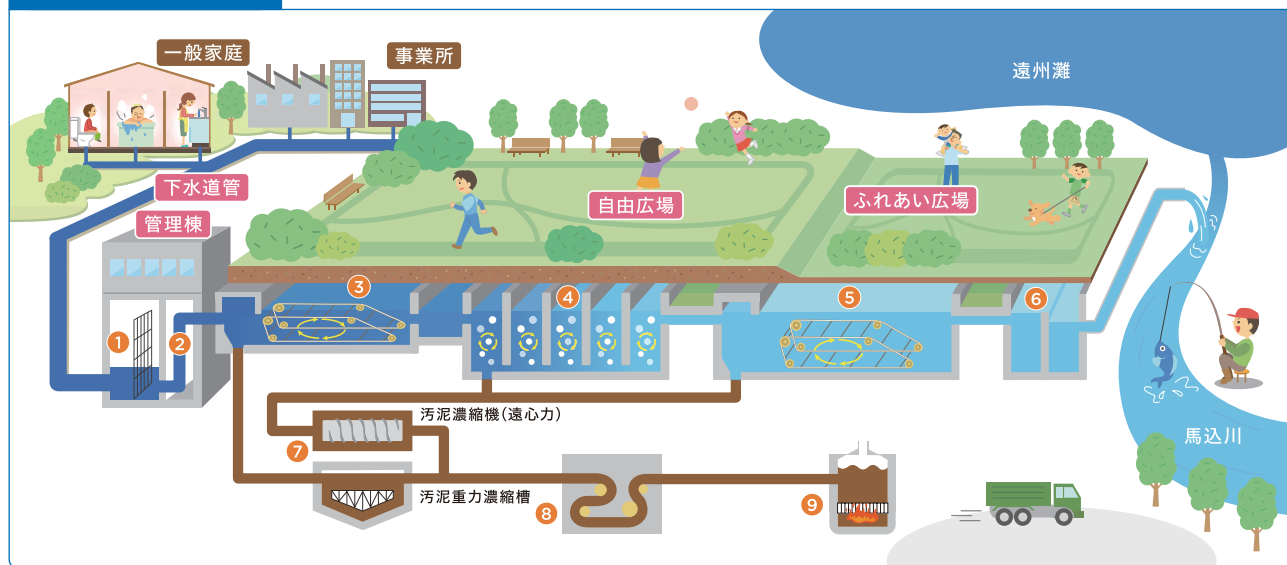 一般家庭
事業所
遠州灘
下水道管
管理棟
自由広場
ふれあい広場
1
2
3
4
5
6
汚泥濃縮機(遠心力)
7
汚泥重力濃縮槽
8
9
馬込川